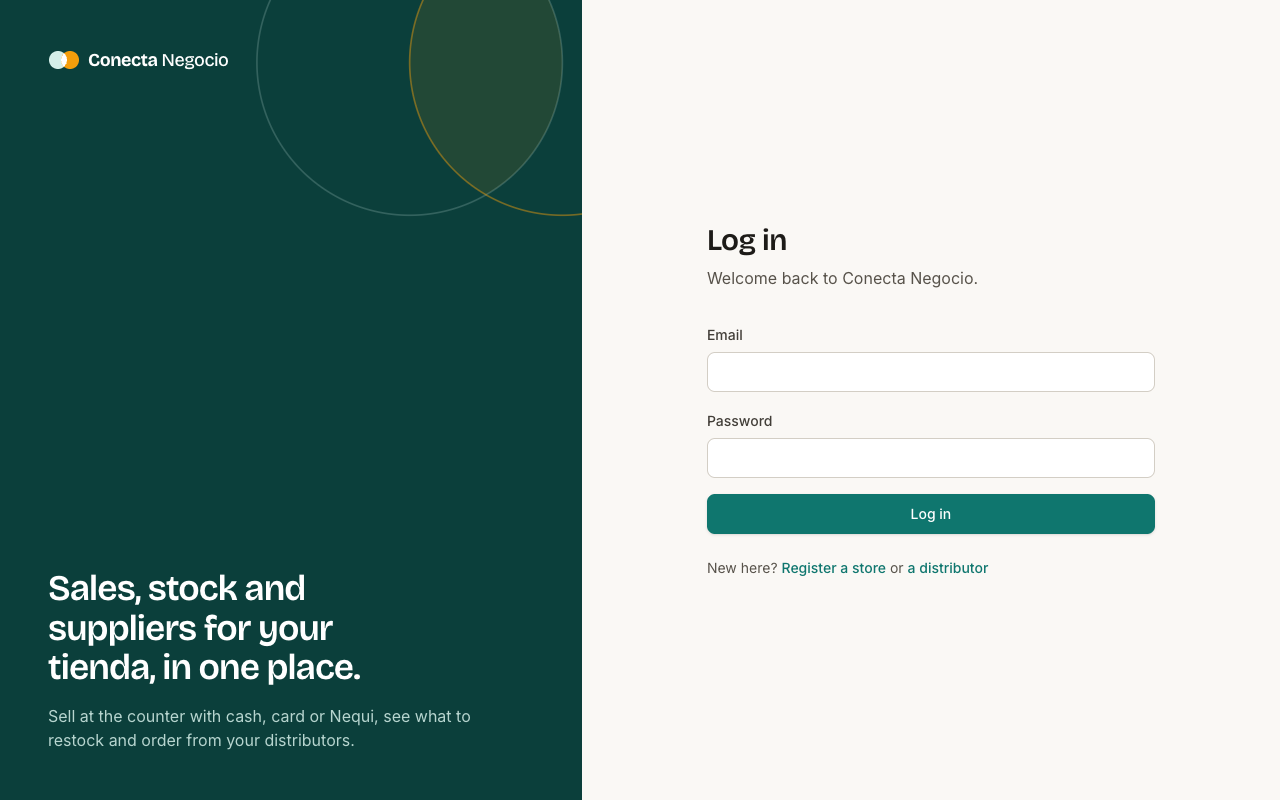 Conecta Negocio
Sales, stock and
suppliers for your
tienda, in one place.
Sell at the counter with cash, card or Nequi, see what to
restock and order from your distributors.
Log in
Welcome back to Conecta Negocio.
Email
Password
Log in
New here? Register a store or a distributor